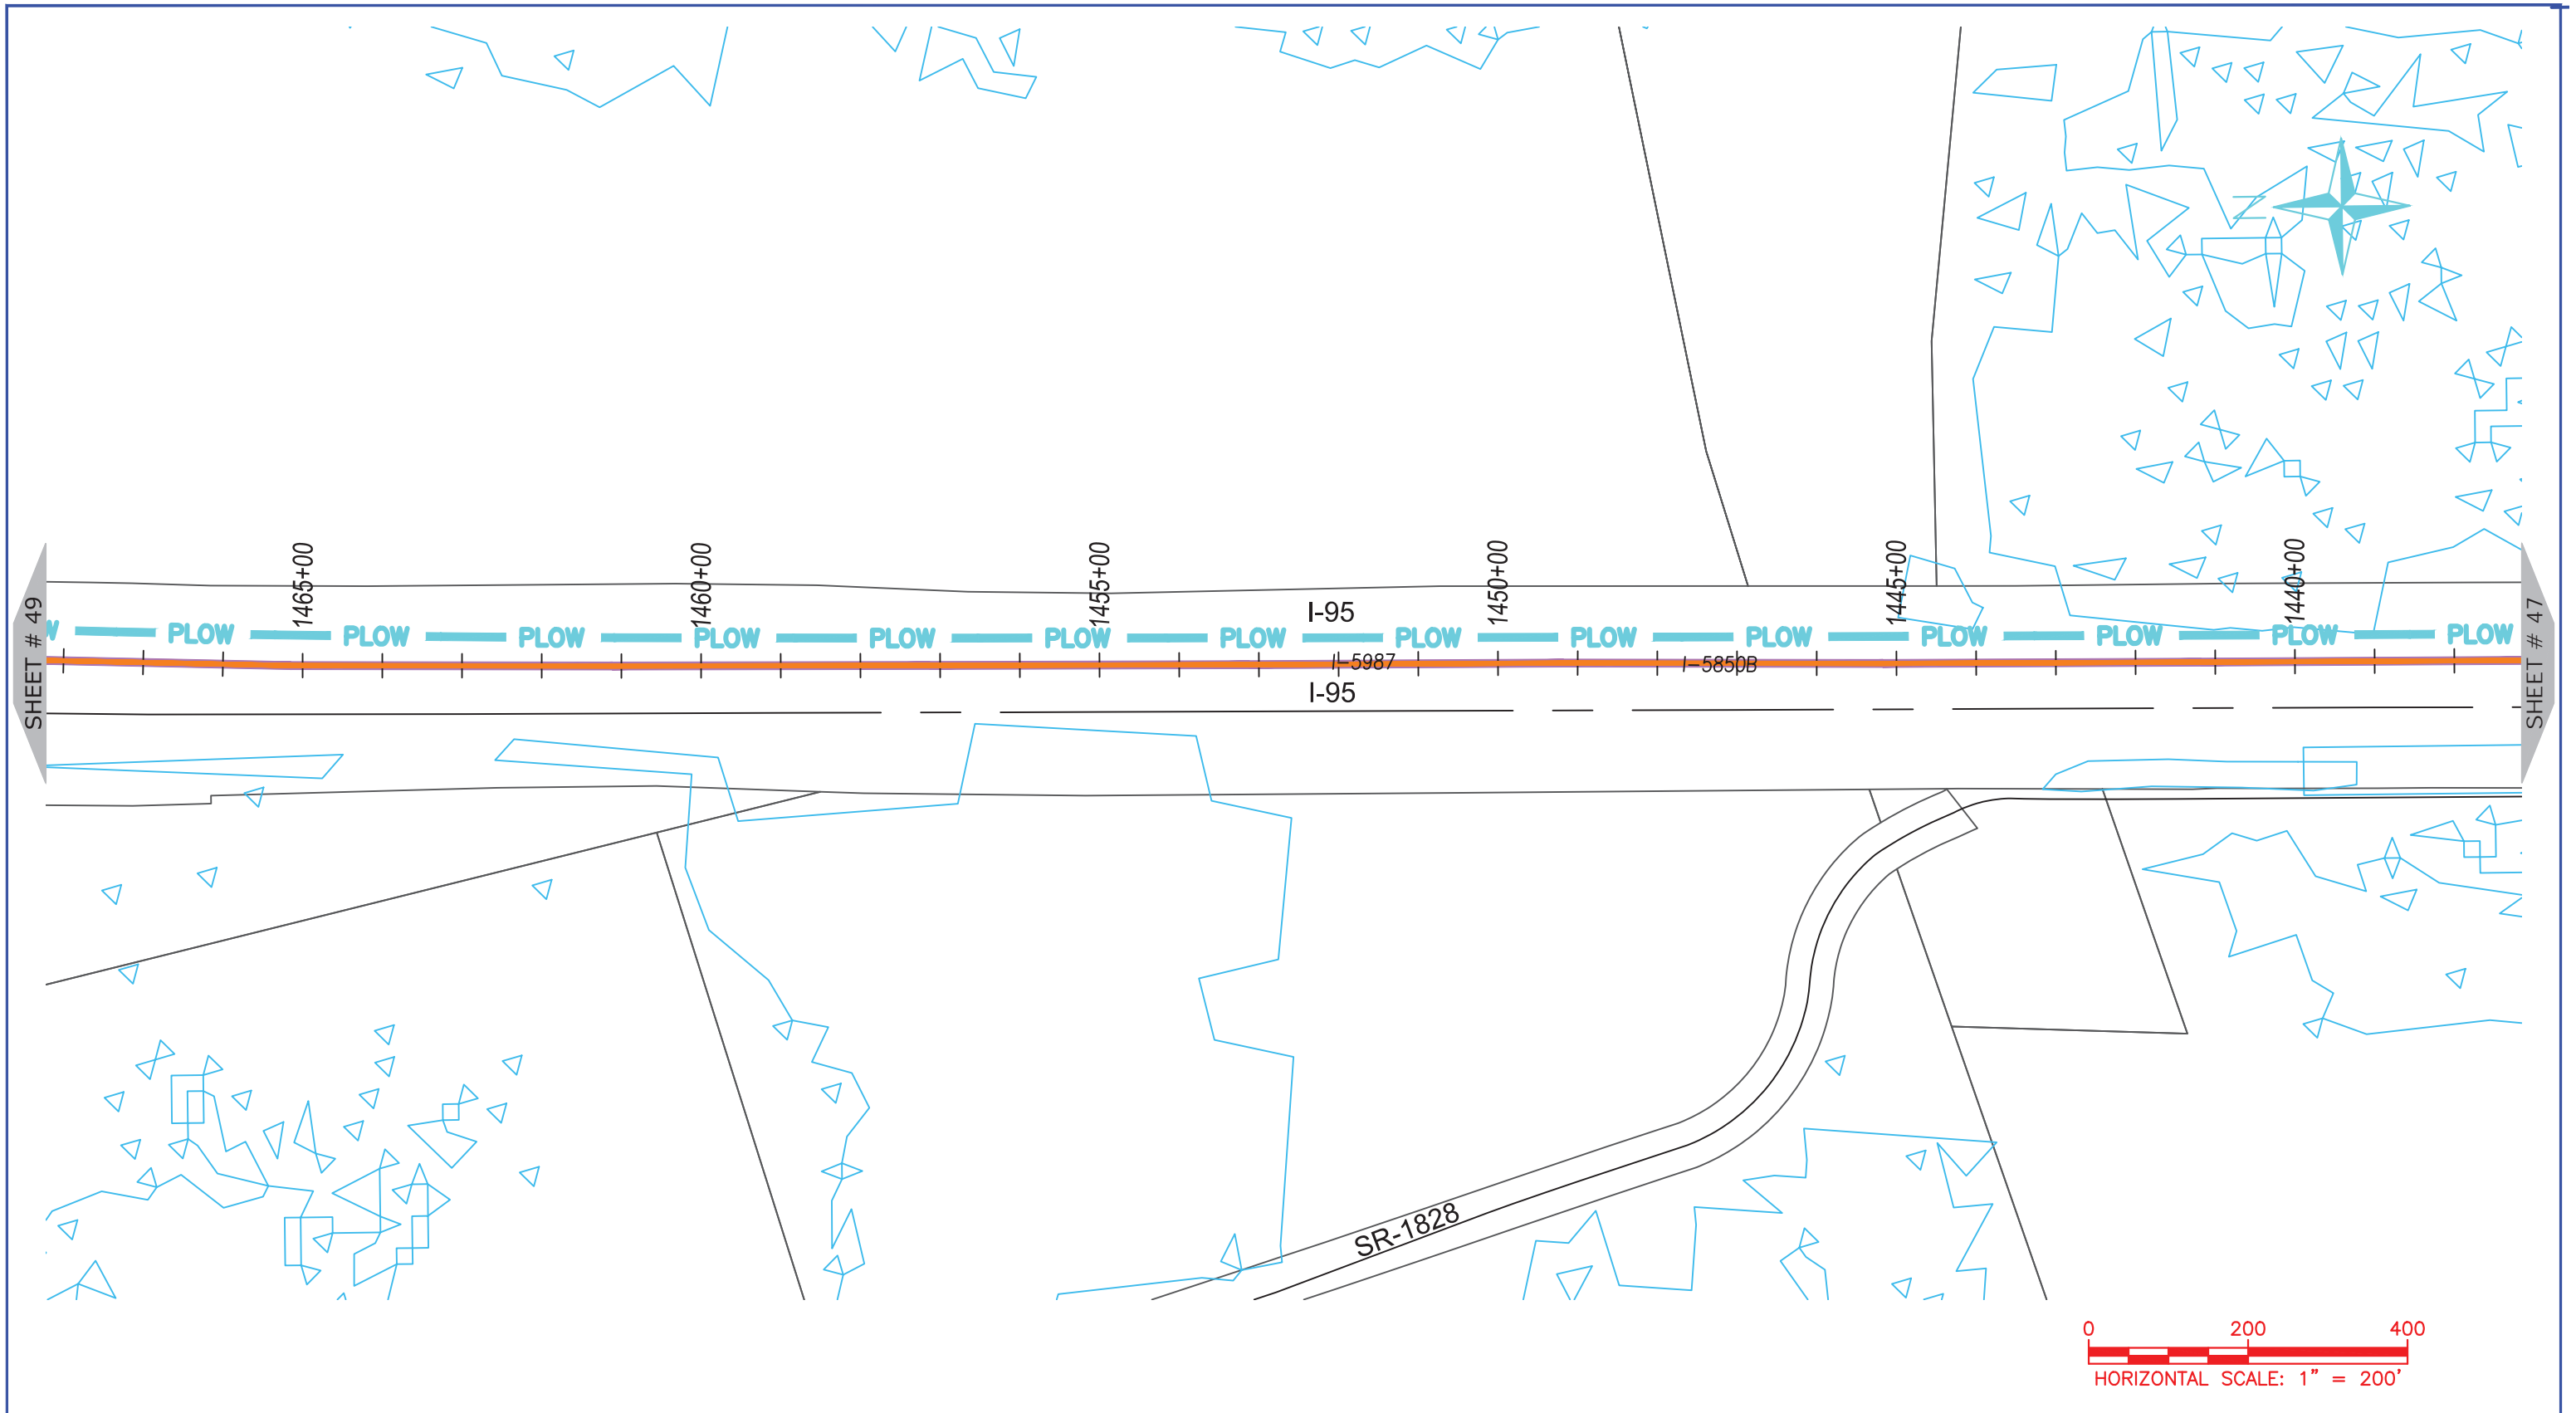 N
1465+00 1460+00 1455+00 1450+00 1445+00 1440+00
I-95
W PLOW PLOW PLOW PLOW PLOW PLOW PLOW PLOW PLOW PLOW PLOW PLOW PLOW PLOW
I-5987 I-5850B
I-95
SHEET # 49
SHEET # 47
SR-1828
0 200 400
HORIZONTAL SCALE: 1" = 200'